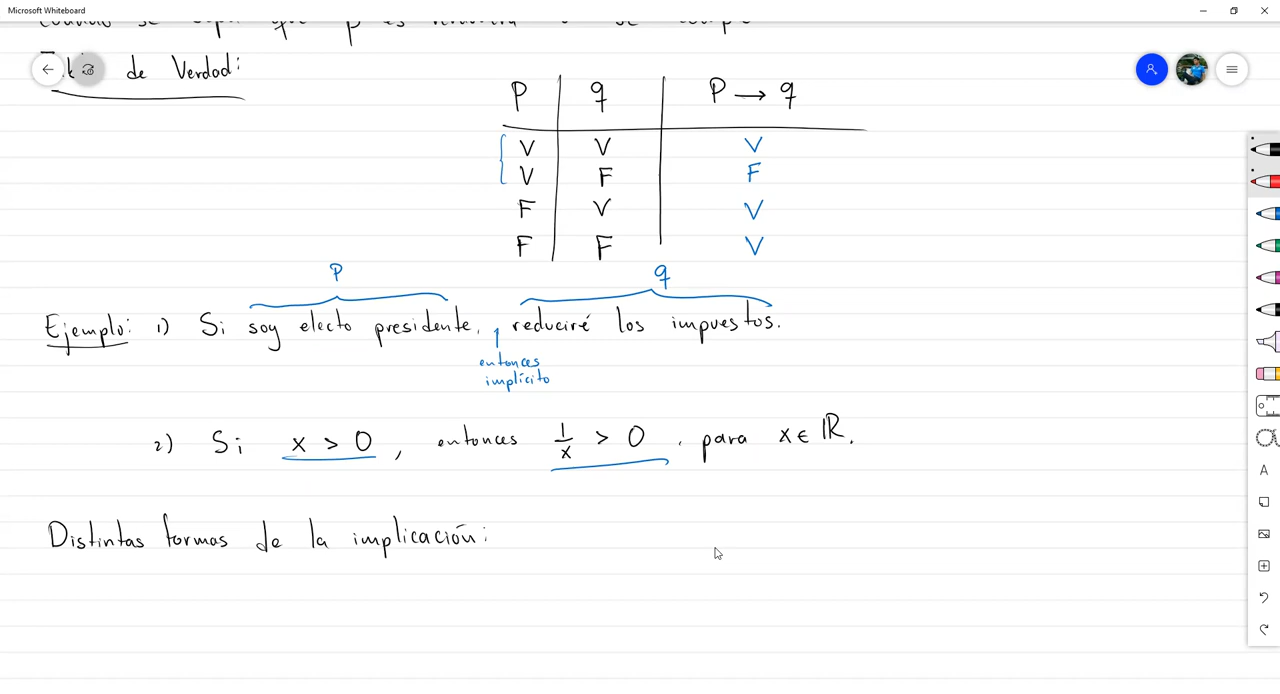 Microsoft Whiteboard
de Verdad:
P q P → q
V V V
V F F
F V V
F F V
p q
Ejemplo: 1) Si soy electo presidente, reduciré los impuestos.
entonces
implícito
2) Si x > 0, entonces 1/x > 0, para x ∈ ℝ.
Distintas formas de la implicación:
A